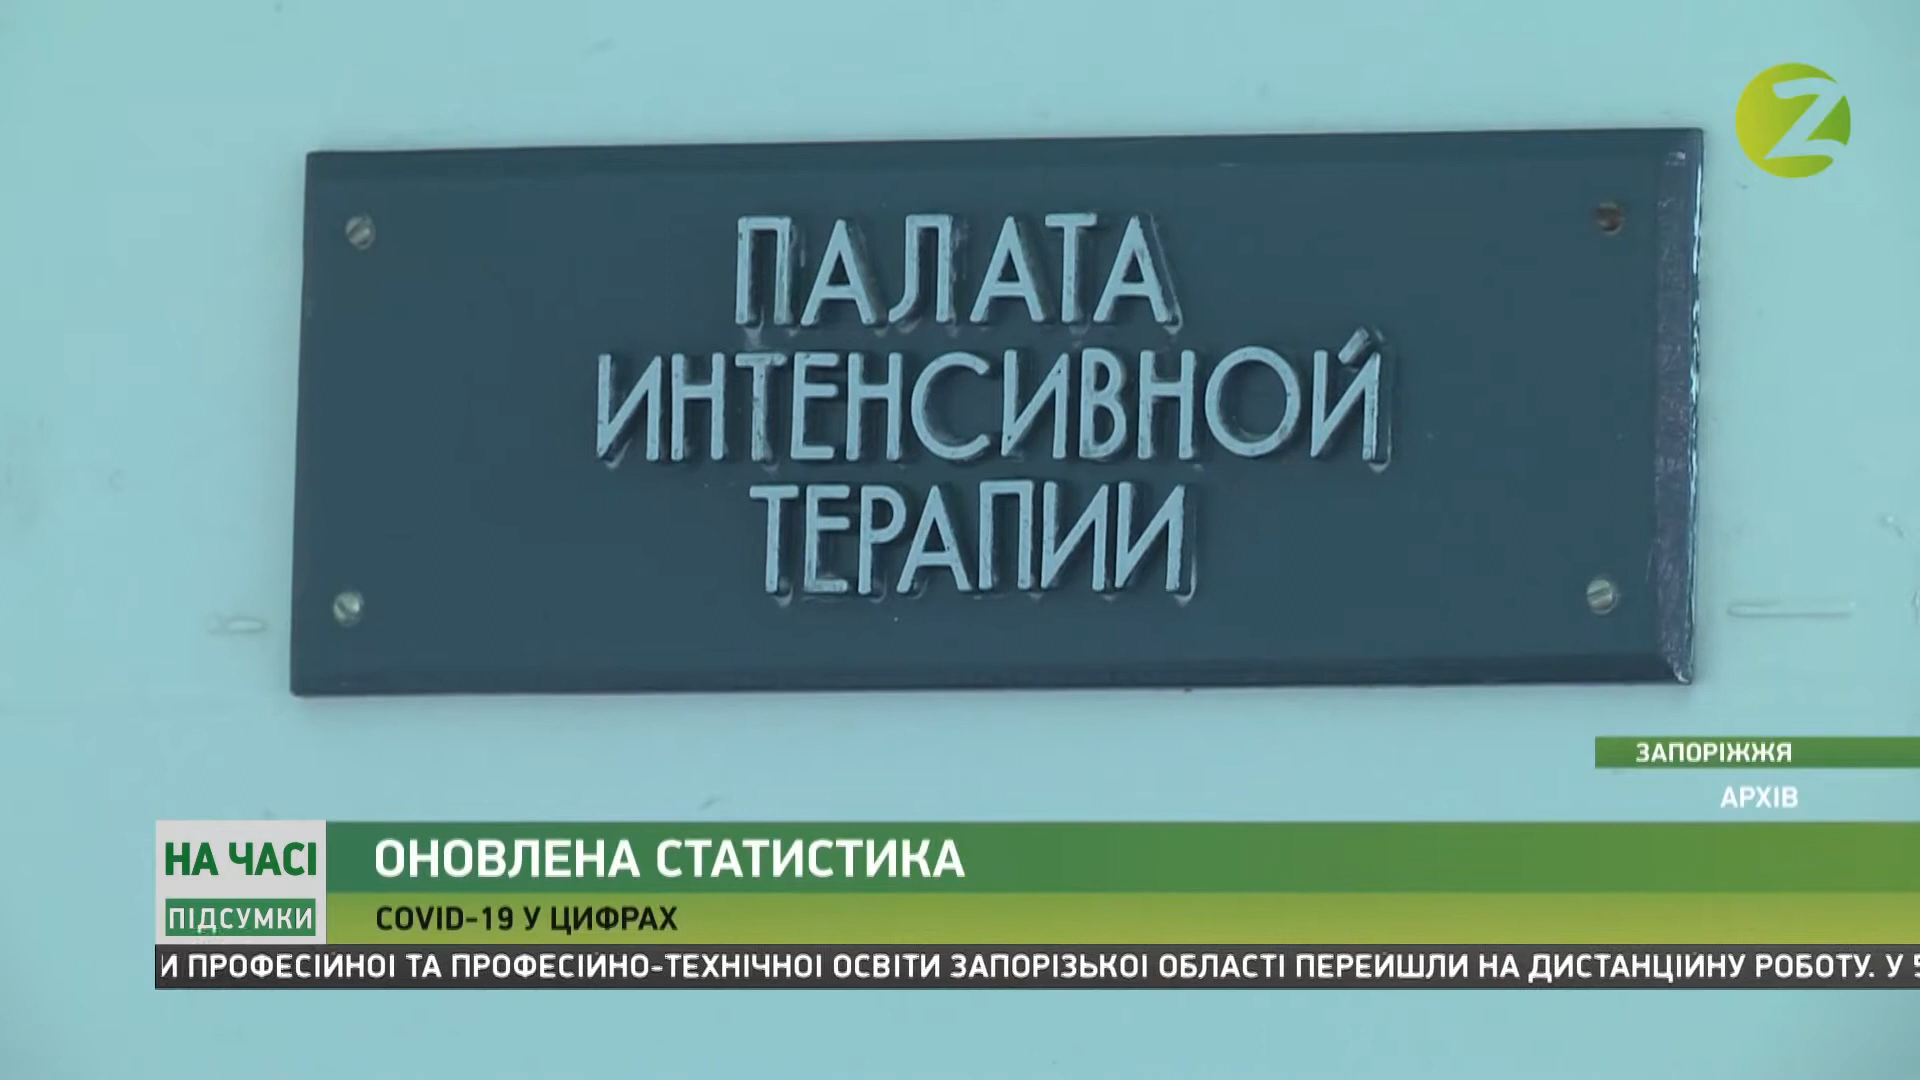 Z
ПАЛАТА
ИНТЕНСИВНОЙ
ТЕРАПИИ
ЗАПОРІЖЖЯ
АРХІВ
НА ЧАСІ
ПІДСУМКИ
ОНОВЛЕНА СТАТИСТИКА
COVID-19 У ЦИФРАХ
И ПРОФЕСІЙНОЇ ТА ПРОФЕСІЙНО-ТЕХНІЧНОЇ ОСВІТИ ЗАПОРІЗЬКОЇ ОБЛАСТІ ПЕРЕЙШЛИ НА ДИСТАНЦІЙНУ РОБОТУ. У 5